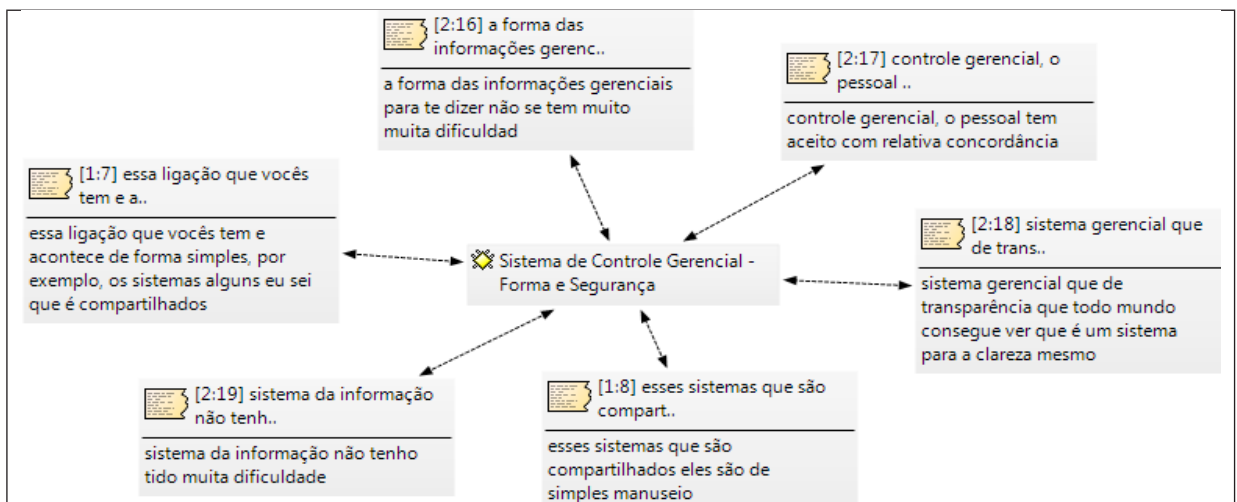 [2:16] a forma das
informações gerenc..
a forma das informações gerenciais
para te dizer não se tem muito
muita dificuldad
[2:17] controle gerencial, o
pessoal ..
controle gerencial, o pessoal tem
aceito com relativa concordância
[1:7] essa ligação que vocês
tem e a..
essa ligação que vocês tem e
acontece de forma simples, por
exemplo, os sistemas alguns eu sei
que é compartilhados
Sistema de Controle Gerencial -
Forma e Segurança
[2:18] sistema gerencial que
de trans..
sistema gerencial que de
transparência que todo mundo
consegue ver que é um sistema
para a clareza mesmo
[2:19] sistema da informação
não tenh..
sistema da informação não tenho
tido muita dificuldade
[1:8] esses sistemas que são
compart..
esses sistemas que são
compartilhados eles são de
simples manuseio